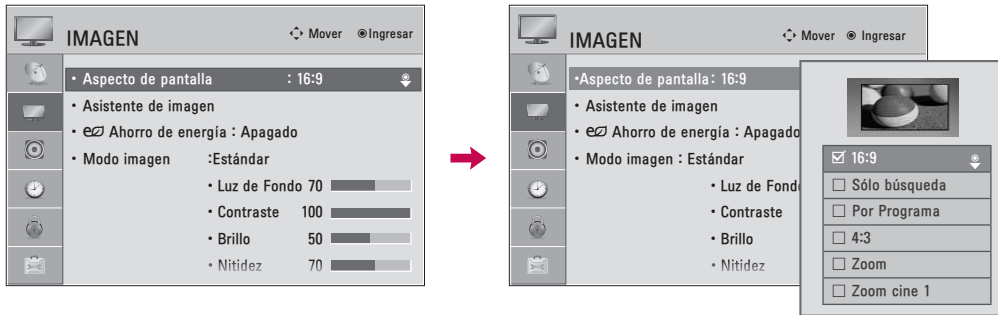 IMAGEN
Mover
Ingresar
• Aspecto de pantalla : 16:9
• Asistente de imagen
• Ahorro de energía : Apagado
• Modo imagen :Estándar
• Luz de Fondo 70
• Contraste 100
• Brillo 50
• Nitidez 70
IMAGEN
Mover
Ingresar
•Aspecto de pantalla: 16:9
• Asistente de imagen
• Ahorro de energía : Apagado
• Modo imagen : Estándar
• Luz de Fond
• Contraste
• Brillo
• Nitidez
16:9
Sólo búsqueda
Por Programa
4:3
Zoom
Zoom cine 1